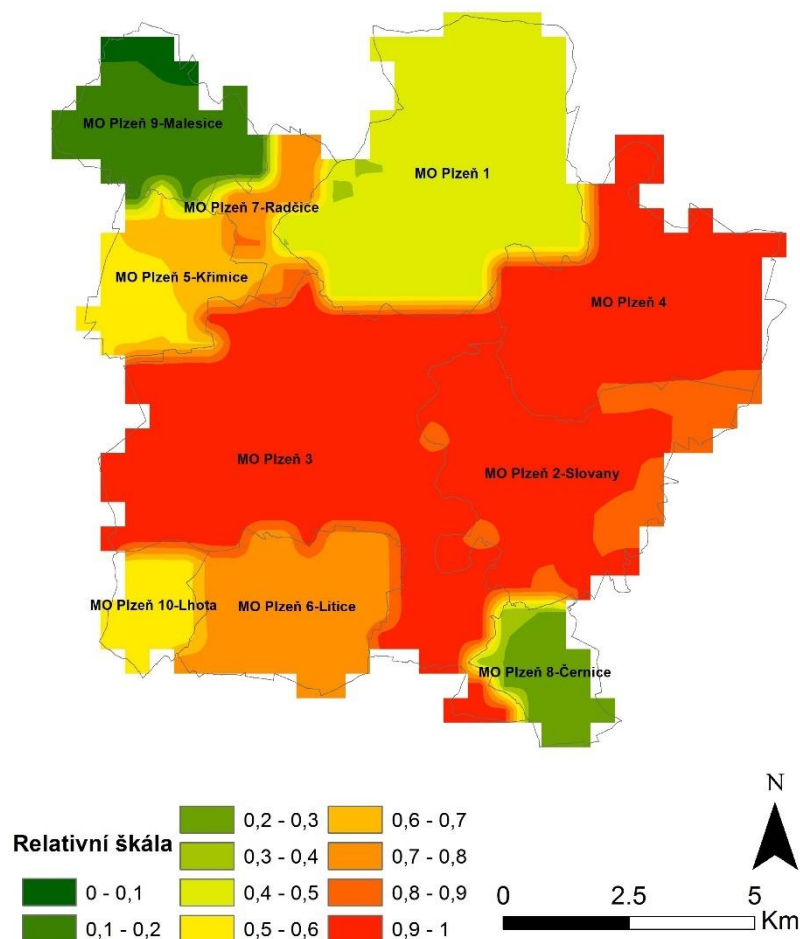 MO Plzeň 9-Malesice
MO Plzeň 1
MO Plzeň 7-Radčice
MO Plzeň 5-Křimice
MO Plzeň 4
MO Plzeň 3
MO Plzeň 2-Slovany
MO Plzeň 10-Lhota
MO Plzeň 6-Litice
MO Plzeň 8-Černice
Relativní škála
0 - 0,1
0,1 - 0,2
0,2 - 0,3
0,3 - 0,4
0,4 - 0,5
0,5 - 0,6
0,6 - 0,7
0,7 - 0,8
0,8 - 0,9
0,9 - 1
N
0 2.5 5
Km